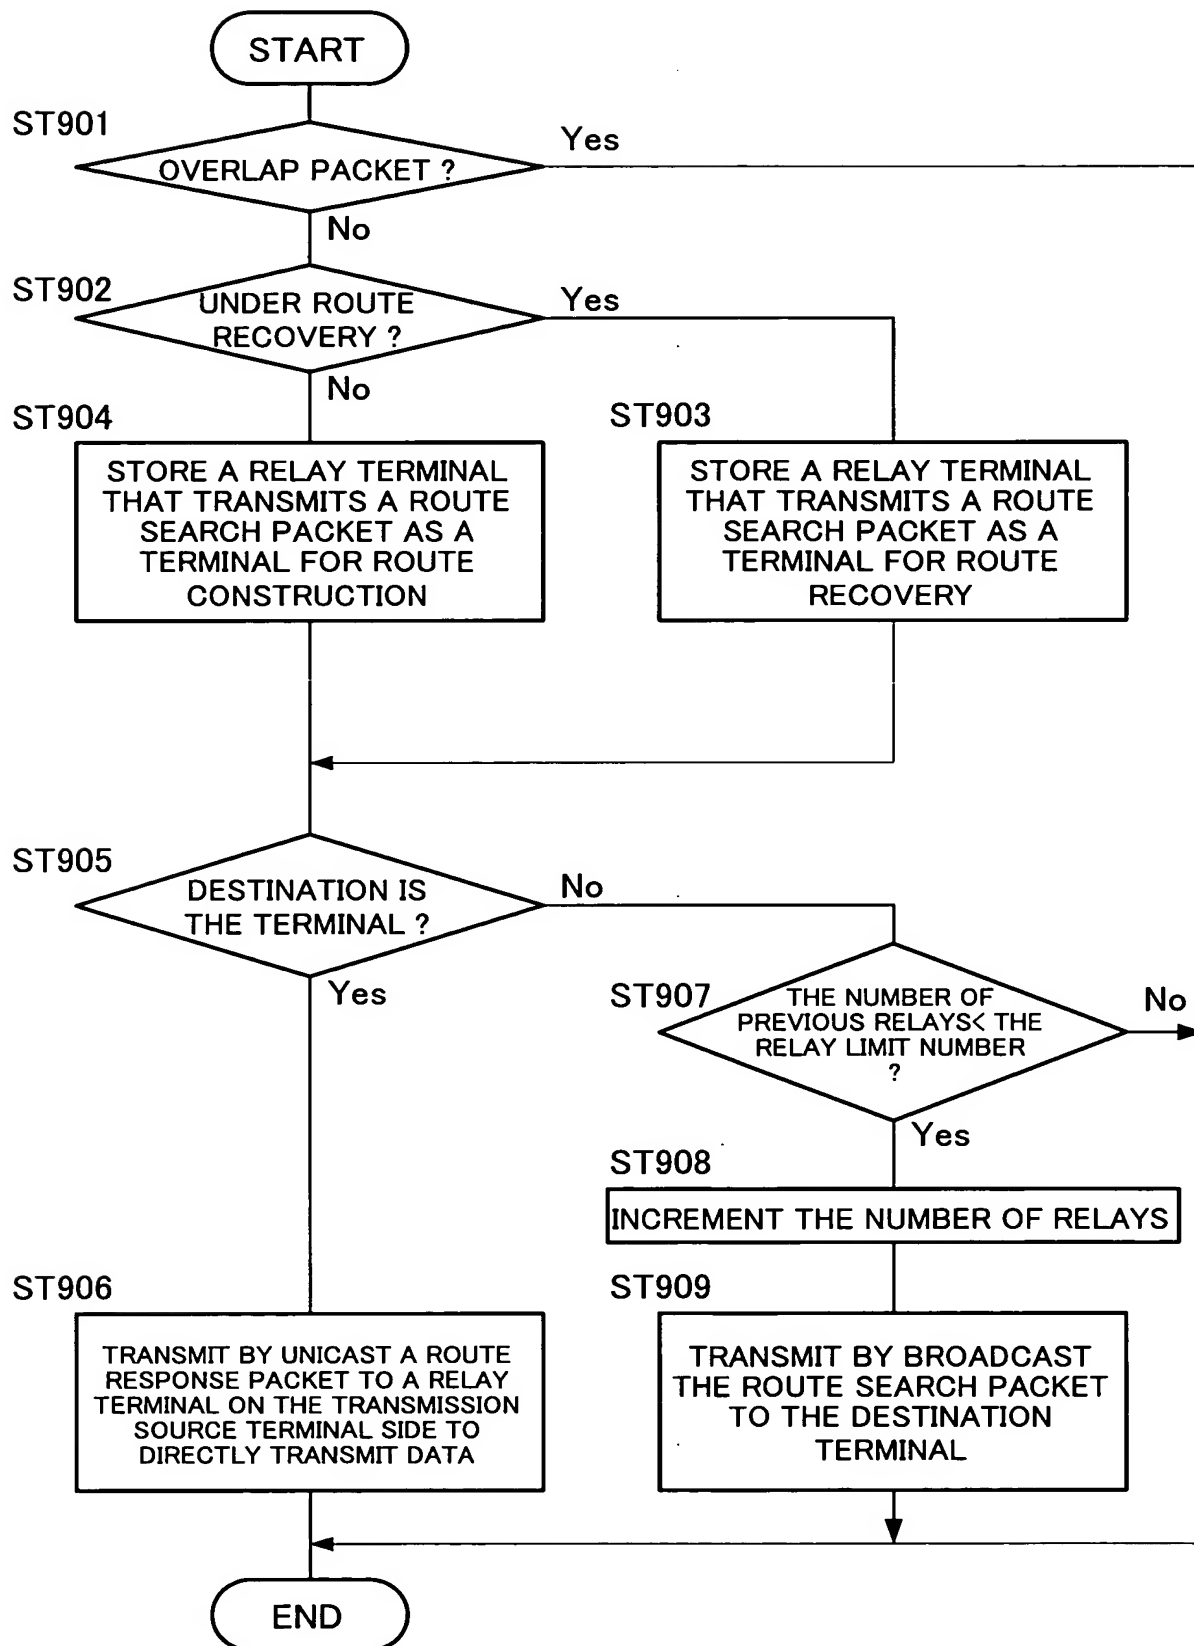 START
ST901
Yes
OVERLAP PACKET ?
No
ST902
UNDER ROUTE
RECOVERY ?
Yes
No
ST904
STORE A RELAY TERMINAL
THAT TRANSMITS A ROUTE
SEARCH PACKET AS A
TERMINAL FOR ROUTE
CONSTRUCTION
ST903
STORE A RELAY TERMINAL
THAT TRANSMITS A ROUTE
SEARCH PACKET AS A
TERMINAL FOR ROUTE
RECOVERY
ST905
DESTINATION IS
THE TERMINAL ?
No
Yes
ST907
THE NUMBER OF
PREVIOUS RELAYS< THE
RELAY LIMIT NUMBER
?
No
Yes
ST908
INCREMENT THE NUMBER OF RELAYS
ST906
TRANSMIT BY UNICAST A ROUTE
RESPONSE PACKET TO A RELAY
TERMINAL ON THE TRANSMISSION
SOURCE TERMINAL SIDE TO
DIRECTLY TRANSMIT DATA
ST909
TRANSMIT BY BROADCAST
THE ROUTE SEARCH PACKET
TO THE DESTINATION
TERMINAL
END